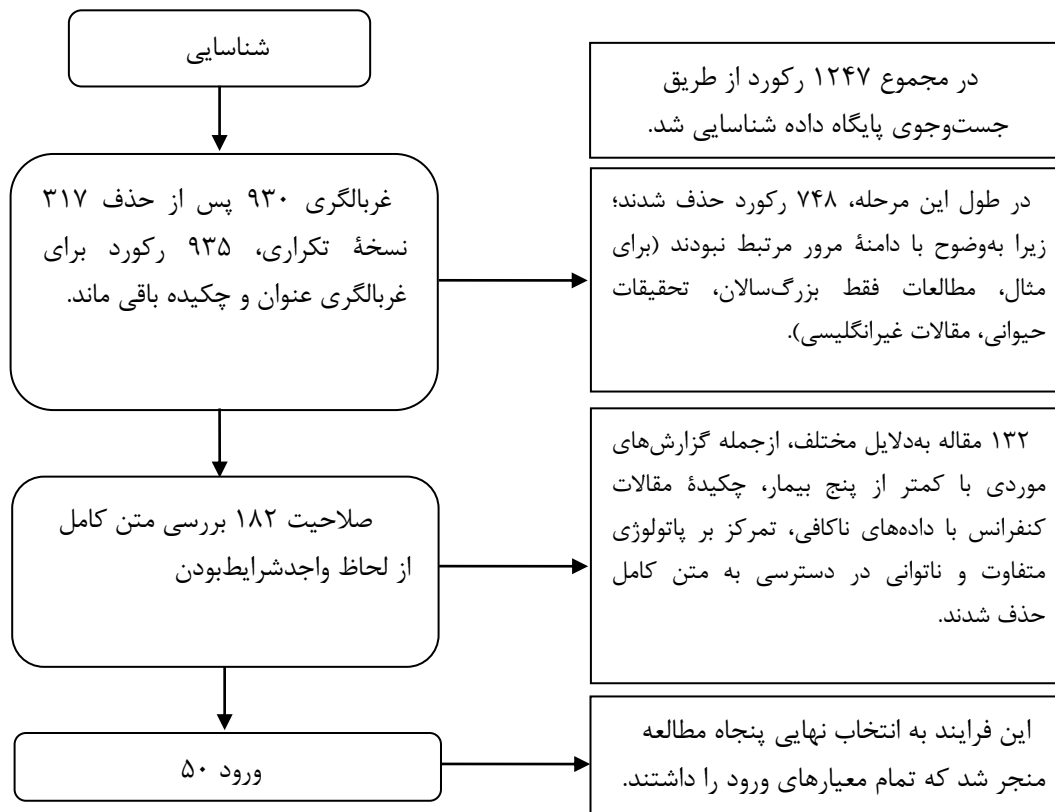 شناسایی
در مجموع ۱۲۴۷ رکورد از طریق
جست‌وجوی پایگاه داده شناسایی شد.
غربالگری ۹۳۰ پس از حذف ۳۱۷
نسخهٔ تکراری، ۹۳۵ رکورد برای
غربالگری عنوان و چکیده باقی ماند.
در طول این مرحله، ۷۴۸ رکورد حذف شدند؛
زیرا به‌وضوح با دامنهٔ مرور مرتبط نبودند (برای
مثال، مطالعات فقط بزرگ‌سالان، تحقیقات
حیوانی، مقالات غیرانگلیسی).
صلاحیت ۱۸۲ بررسی متن کامل
از لحاظ واجدشرایط‌بودن
۱۳۲ مقاله به‌دلایل مختلف، ازجمله گزارش‌های
موردی با کمتر از پنج بیمار، چکیدهٔ مقالات
کنفرانس با داده‌های ناکافی، تمرکز بر پاتولوژی
متفاوت و ناتوانی در دسترسی به متن کامل
حذف شدند.
ورود ۵۰
این فرایند به انتخاب نهایی پنجاه مطالعه
منجر شد که تمام معیارهای ورود را داشتند.